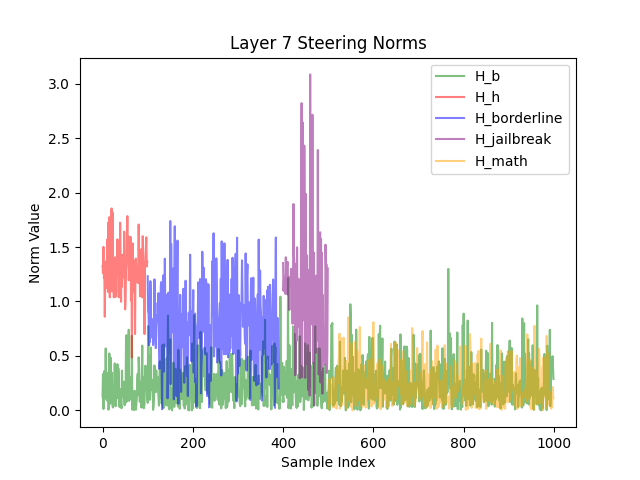 Layer 7 Steering Norms
H_b
H_h
H_borderline
H_jailbreak
H_math
Norm Value
3.0
2.5
2.0
1.5
1.0
0.5
0.0
0
200
400
600
800
1000
Sample Index